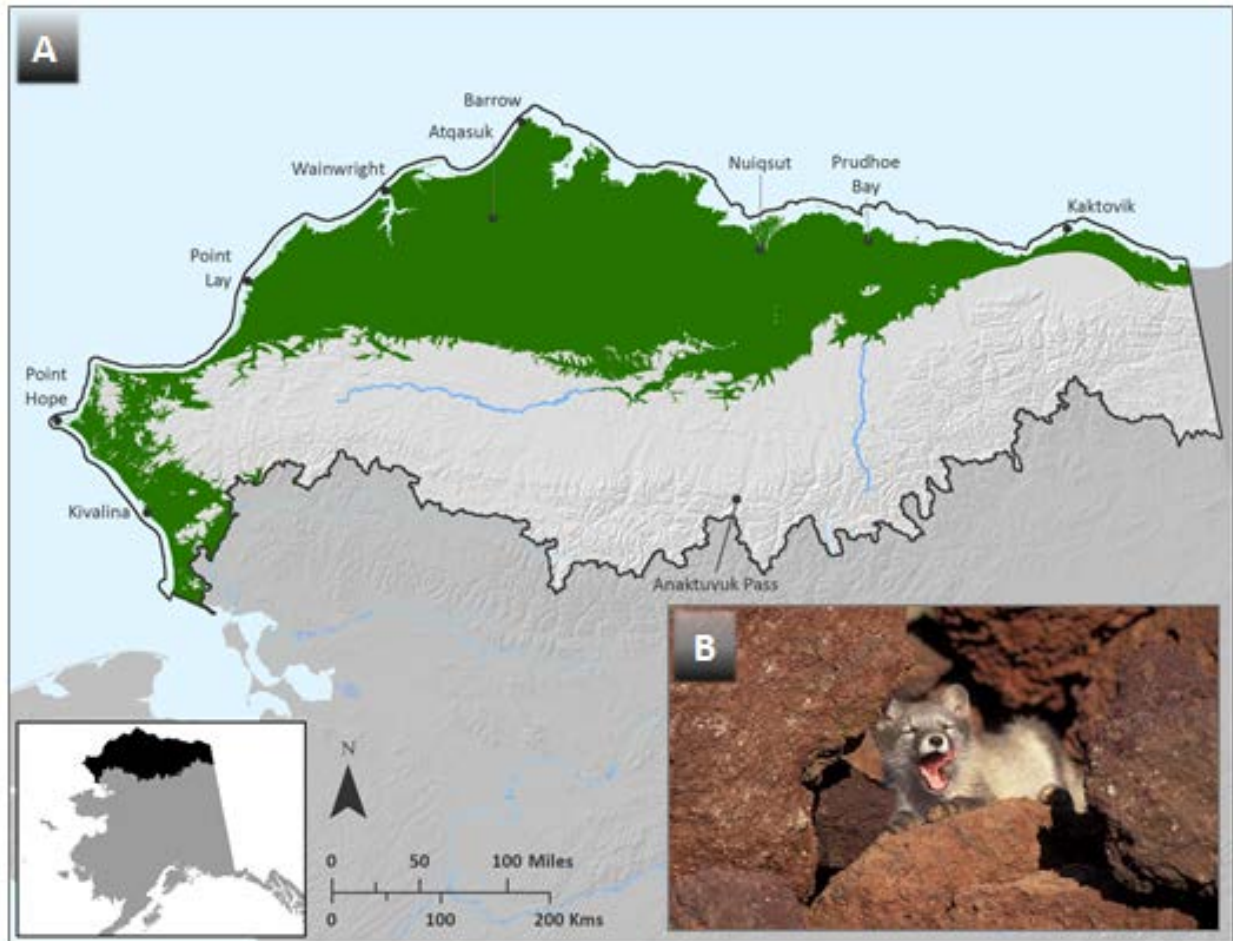 A
Barrow
Atqasuk
Wainwright
Nuiqsut
Prudhoe
Bay
Kaktovik
Point
Lay
Point
Hope
Kivalina
Anaktuvuk Pass
B
N
0 50 100 Miles
0 100 200 Kms